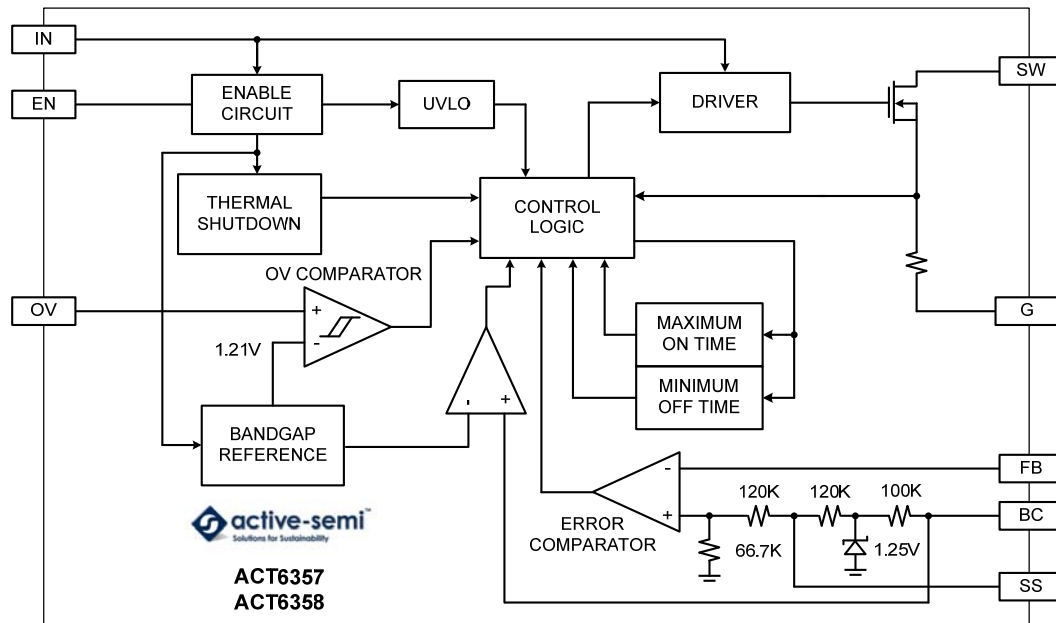 IN
SW
ENABLE
CIRCUIT
EN
UVLO
DRIVER
THERMAL
SHUTDOWN
CONTROL
LOGIC
OV COMPARATOR
OV
+
-
1.21V
G
MAXIMUM
ON TIME
MINIMUM
OFF TIME
-
+
BANDGAP
REFERENCE
FB
-
120K
120K
100K
BC
+
ERROR
COMPARATOR
66.7K
1.25V
SS
active-semi™
Solutions for Sustainability
ACT6357
ACT6358